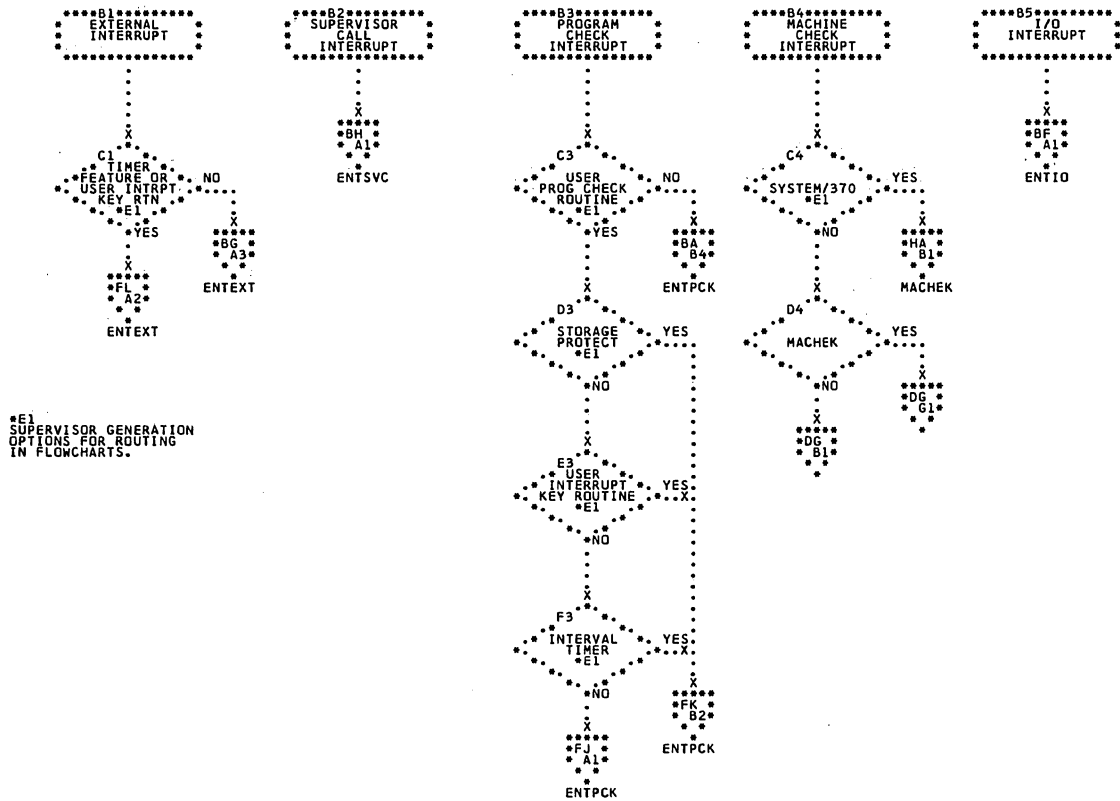 B1
EXTERNAL
INTERRUPT
B2
SUPERVISOR
CALL
INTERRUPT
B3
PROGRAM
CHECK
INTERRUPT
B4
MACHINE
CHECK
INTERRUPT
B5
I/O
INTERRUPT
C1
TIMER
FEATURE OR
USER INTRPT
KEY RTN
*E1
NO
YES
BG
A3
ENTEXT
FL
A2
ENTEXT
BH
A1
ENTSVC
C3
USER
PROG CHECK
ROUTINE
*E1
NO
YES
BA
B4
ENTPCK
D3
STORAGE
PROTECT
*E1
YES
NO
E3
USER
INTERRUPT
KEY ROUTINE
*E1
YES
NO
F3
INTERVAL
TIMER
*E1
YES
NO
FK
B2
ENTPCK
FJ
A1
ENTPCK
C4
SYSTEM/370
*E1
YES
NO
HA
B1
MACHEK
D4
MACHEK
YES
NO
DG
G1
DG
B1
BF
A1
ENTIO
*E1
SUPERVISOR GENERATION
OPTIONS FOR ROUTING
IN FLOWCHARTS.